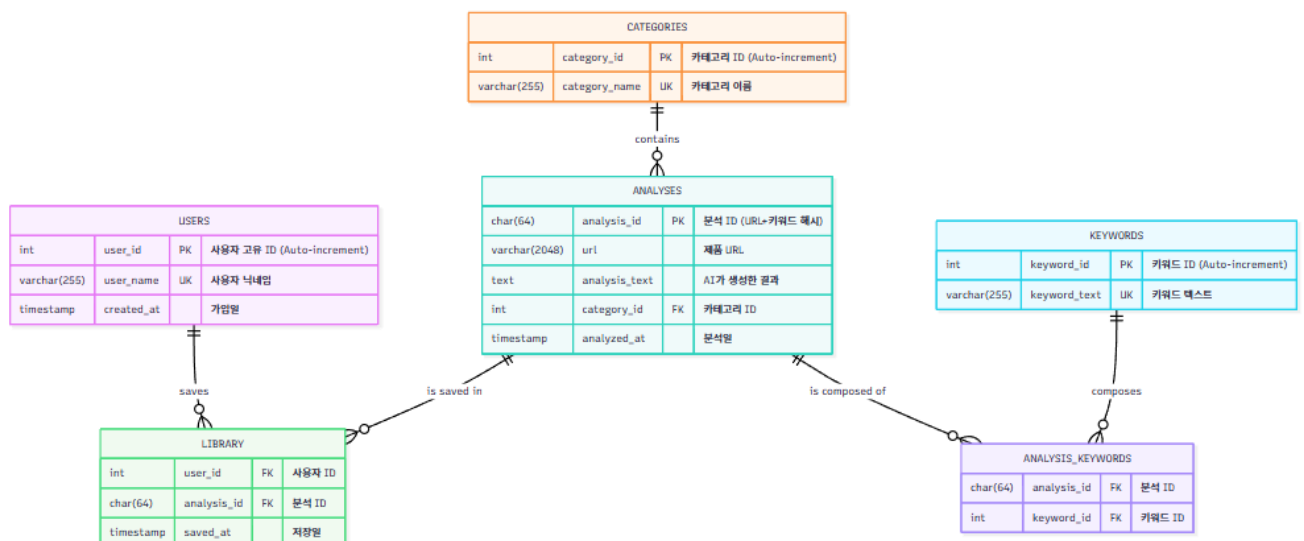 CATEGORIES
int category_id PK 카테고리 ID (Auto-increment)
varchar(255) category_name UK 카테고리 이름
contains
ANALYSES
char(64) analysis_id PK 분석 ID (URL+키워드 해시)
varchar(2048) url 제품 URL
text analysis_text AI가 생성한 결과
int category_id FK 카테고리 ID
timestamp analyzed_at 분석일
USERS
int user_id PK 사용자 고유 ID (Auto-increment)
varchar(255) user_name UK 사용자 닉네임
timestamp created_at 가입일
KEYWORDS
int keyword_id PK 키워드 ID (Auto-increment)
varchar(255) keyword_text UK 키워드 텍스트
saves
is saved in
is composed of
composes
LIBRARY
int user_id FK 사용자 ID
char(64) analysis_id FK 분석 ID
timestamp saved_at 저장일
ANALYSIS_KEYWORDS
char(64) analysis_id FK 분석 ID
int keyword_id FK 키워드 ID